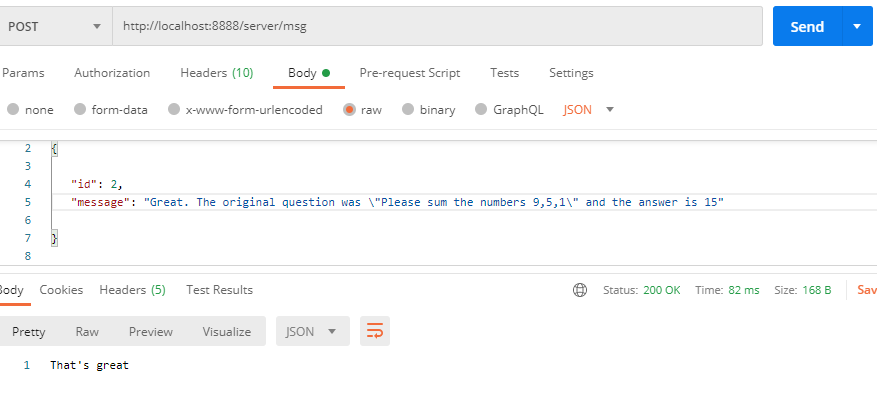 POST http://localhost:8888/server/msg Send
Params Authorization Headers (10) Body Pre-request Script Tests Settings
none form-data x-www-form-urlencoded raw binary GraphQL JSON
2 {
3
4 "id": 2,
5 "message": "Great. The original question was \"Please sum the numbers 9,5,1\" and the answer is 15"
6
7 }
8
Body Cookies Headers (5) Test Results Status: 200 OK Time: 82 ms Size: 168 B Sav
Pretty Raw Preview Visualize JSON
1 That's great